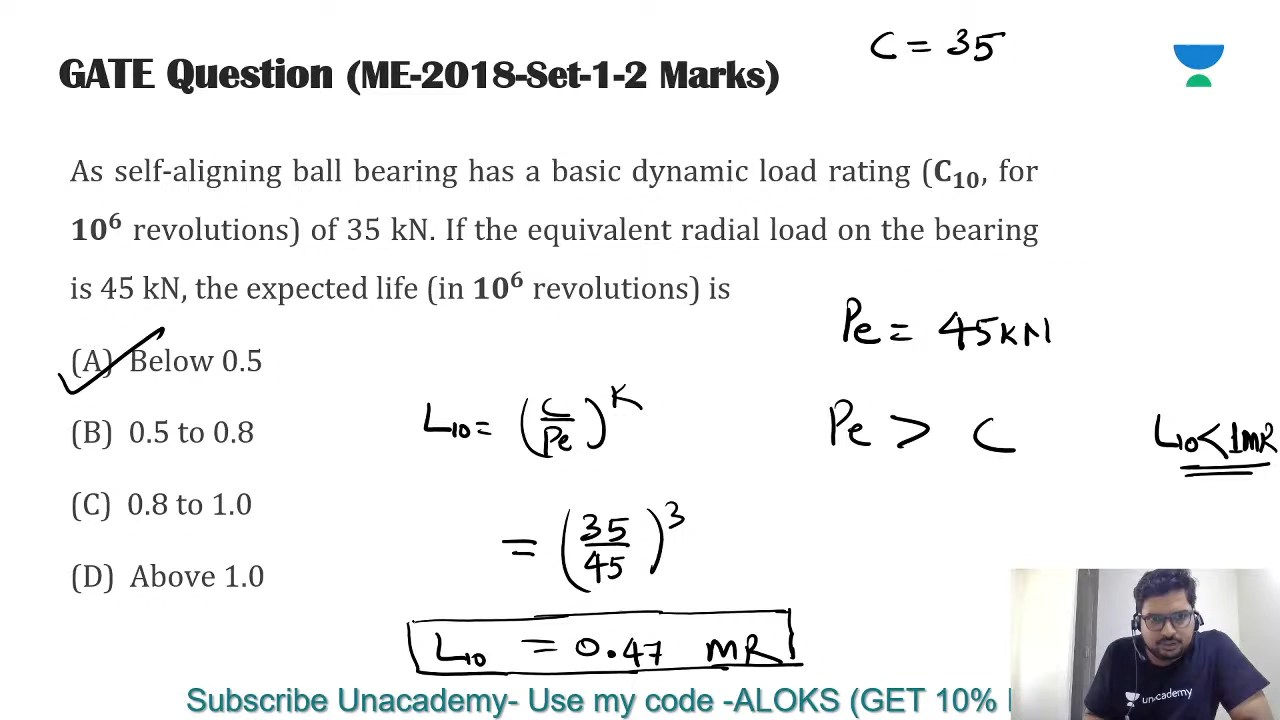 C = 35
GATE Question (ME-2018-Set-1-2 Marks)
As self-aligning ball bearing has a basic dynamic load rating (C₁₀, for
10⁶ revolutions) of 35 kN. If the equivalent radial load on the bearing
is 45 kN, the expected life (in 10⁶ revolutions) is
Pe = 45kN
(A) Below 0.5
L₁₀ = (C/Pe)^K
Pe > C
L₁₀ < 1MR
(B) 0.5 to 0.8
(C) 0.8 to 1.0
= (35/45)³
(D) Above 1.0
L₁₀ = 0.47 MR
unacademy
Subscribe Unacademy- Use my code -ALOKS (GET 10%